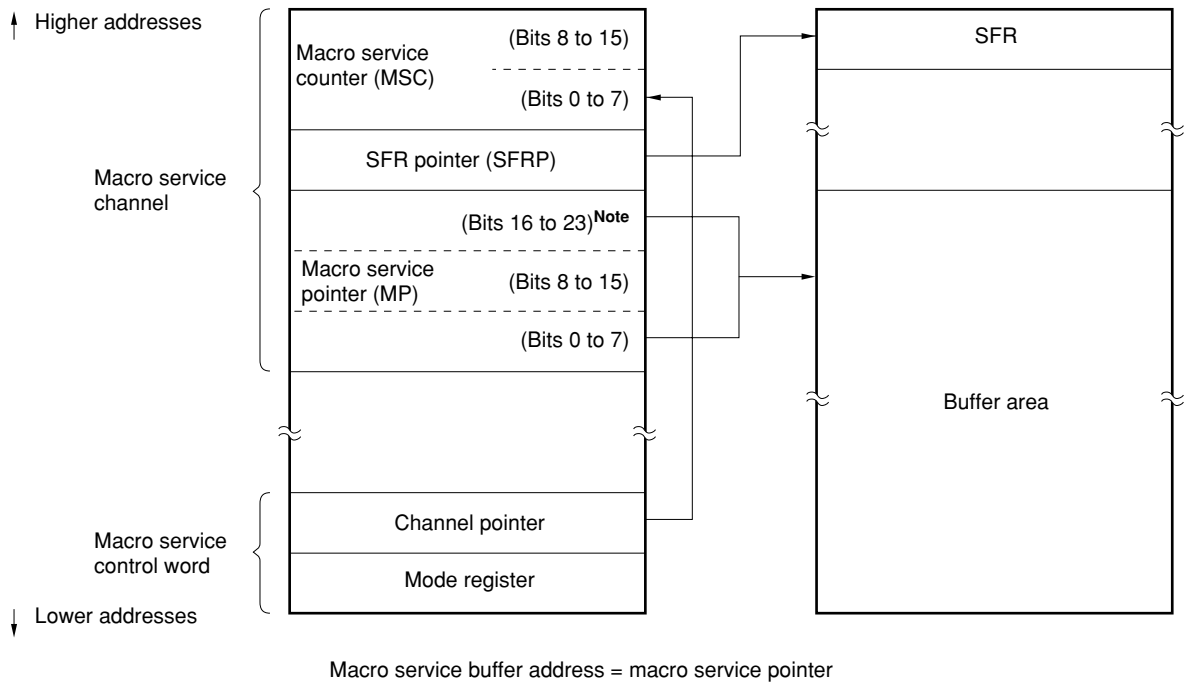 Higher addresses
Macro service
counter (MSC)
(Bits 8 to 15)
(Bits 0 to 7)
SFR pointer (SFRP)
Macro service
channel
(Bits 16 to 23)Note
Macro service
pointer (MP)
(Bits 8 to 15)
(Bits 0 to 7)
Channel pointer
Macro service
control word
Mode register
Lower addresses
SFR
Buffer area
Macro service buffer address = macro service pointer